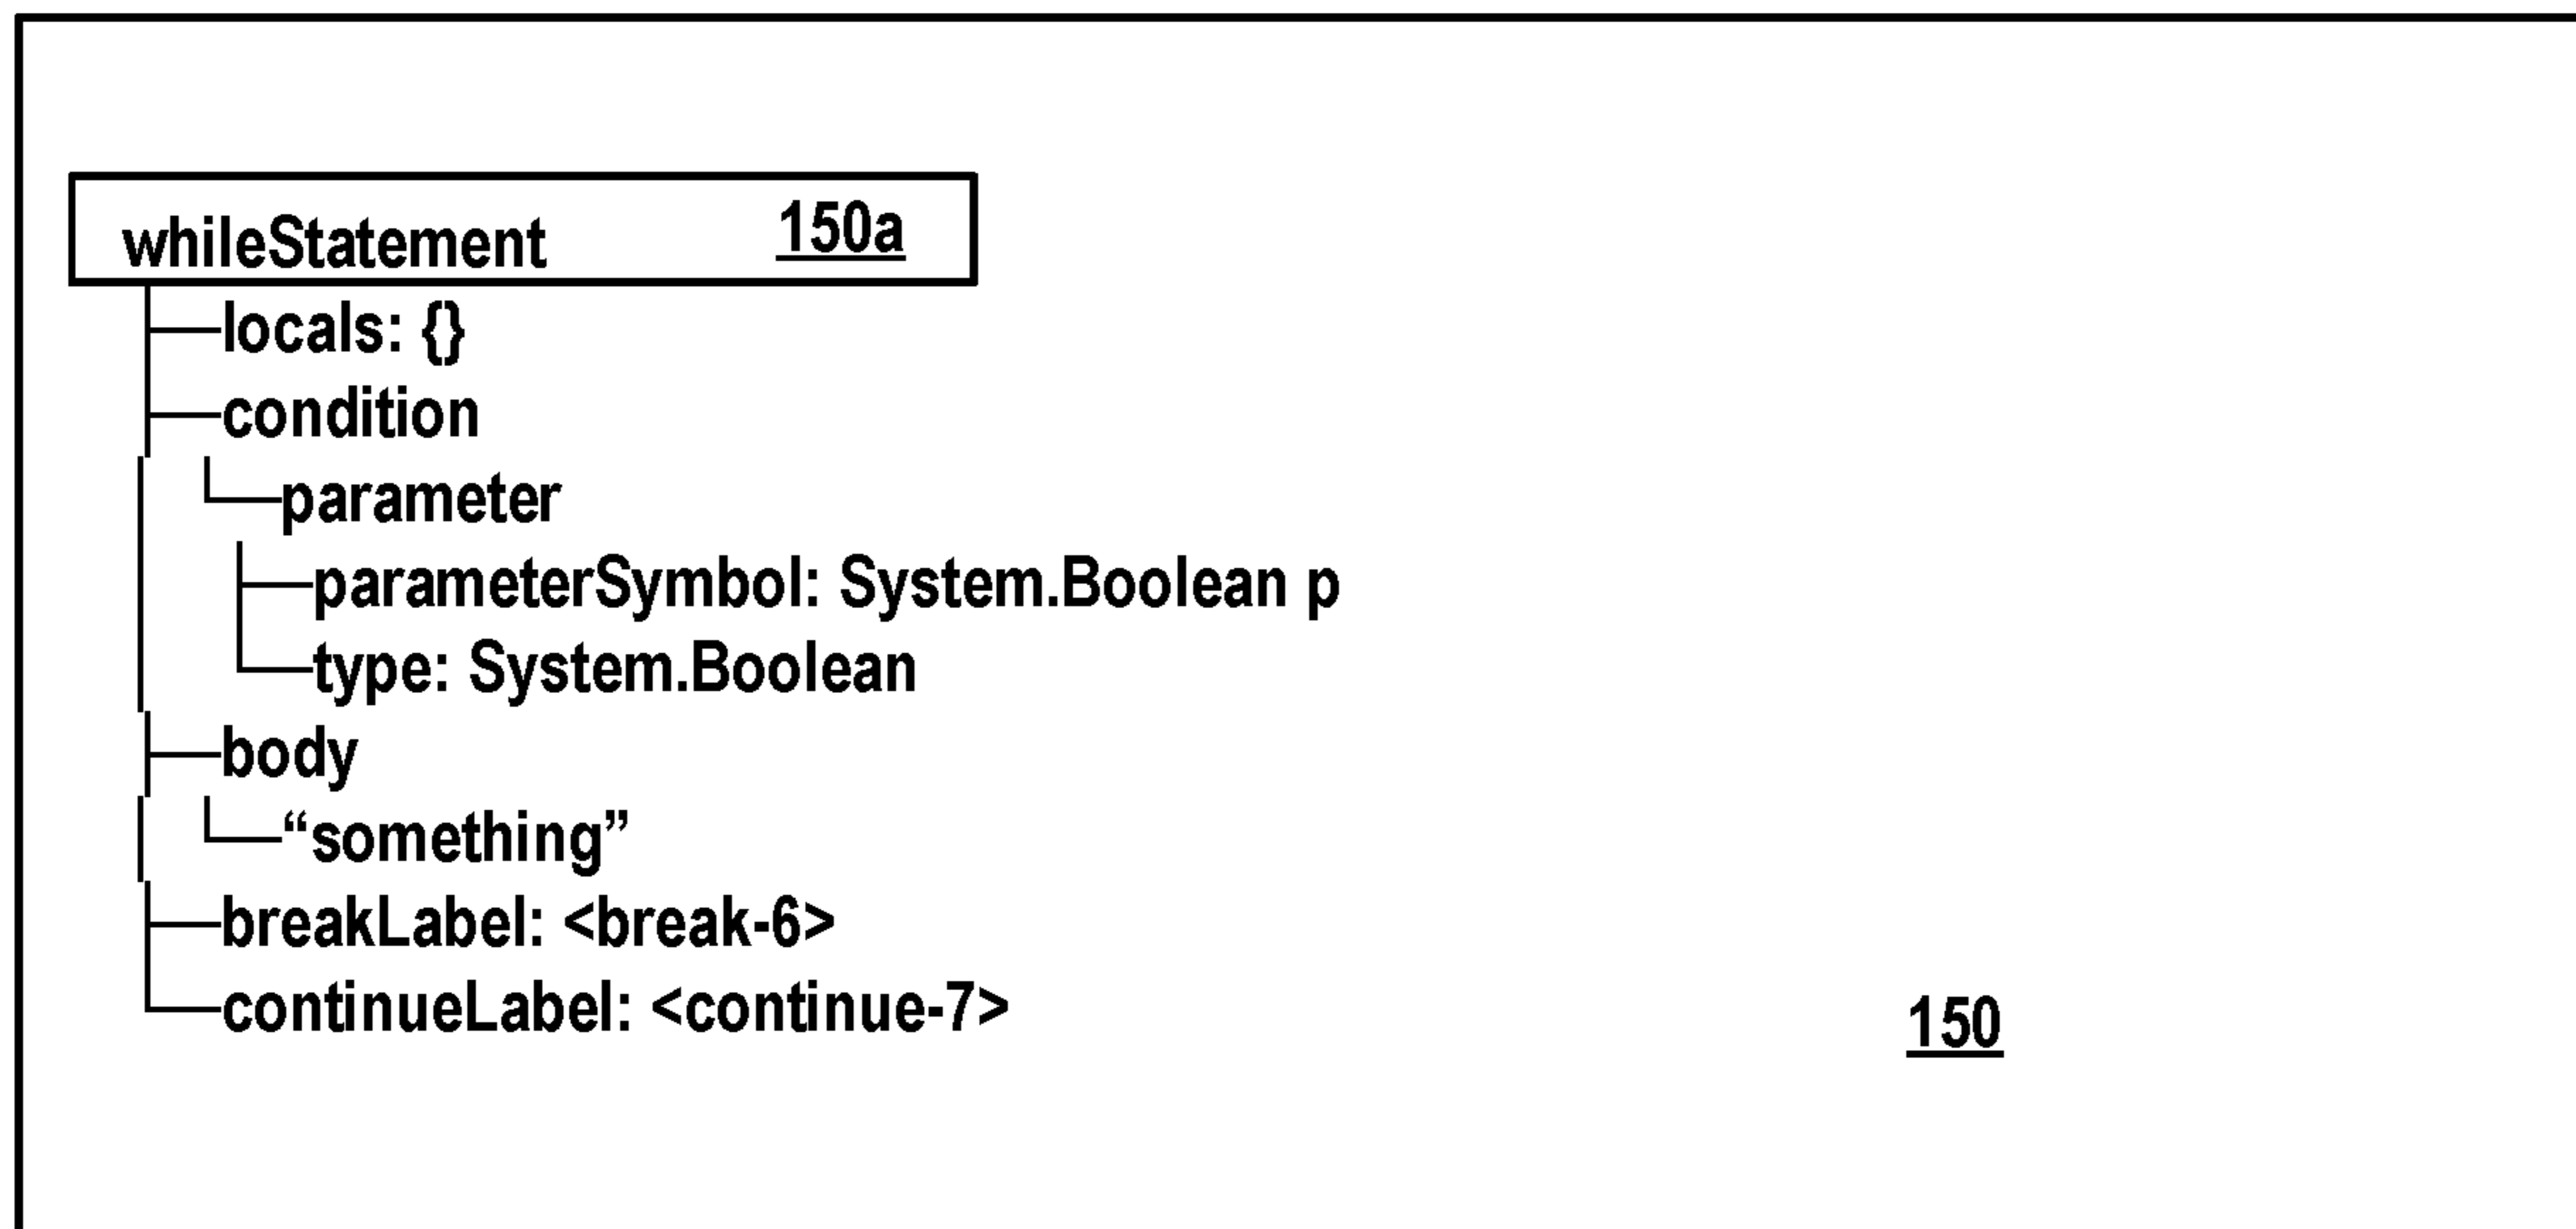 whileStatement 150a
locals: {}
condition
parameter
parameterSymbol: System.Boolean p
type: System.Boolean
body
“something”
breakLabel: <break-6>
continueLabel: <continue-7>
150